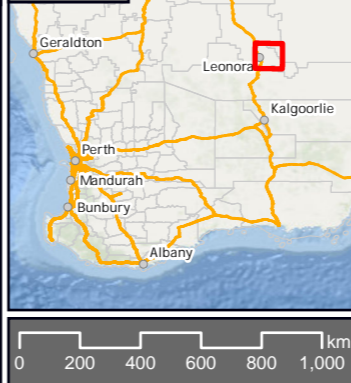 Geraldton
Leonora
Kalgoorlie
Perth
Mandurah
Bunbury
Albany
km
0 200 400 600 800 1,000